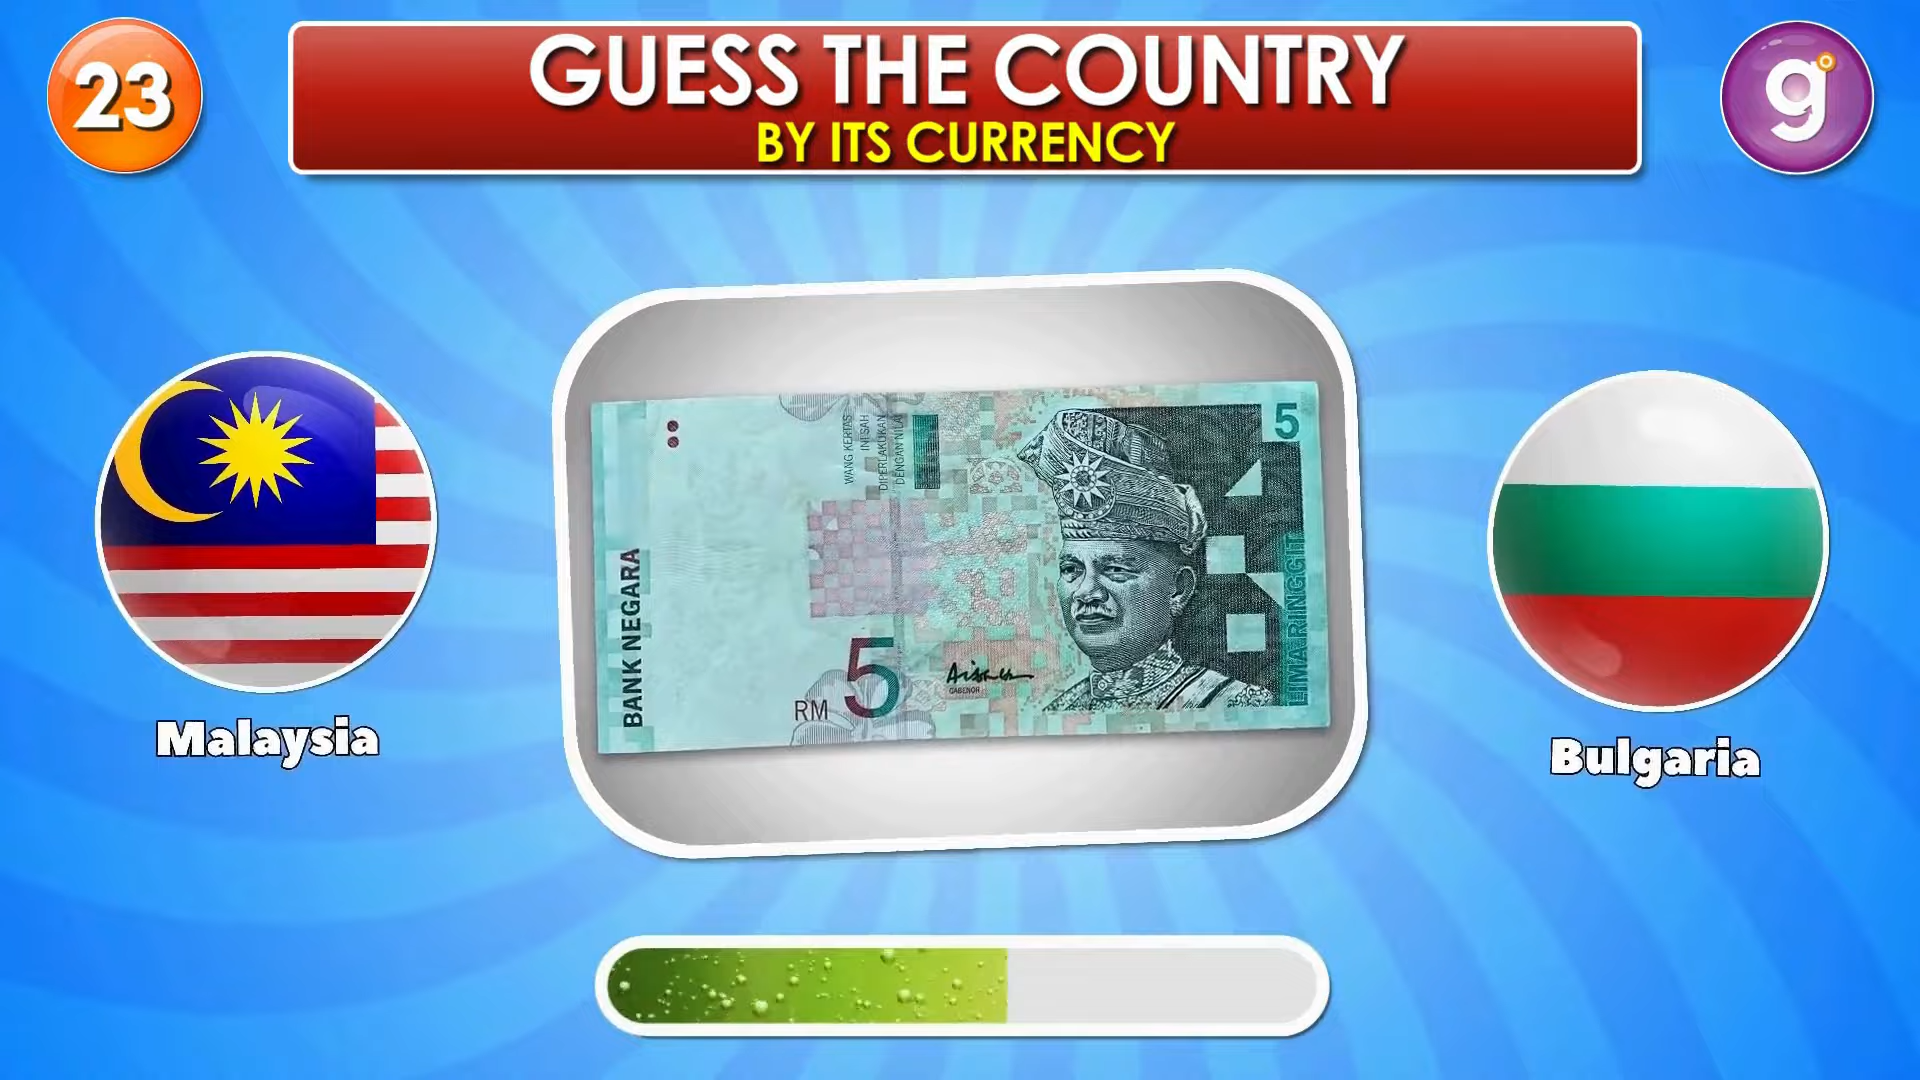 23
GUESS THE COUNTRY
BY ITS CURRENCY
g
Malaysia
BANK NEGARA
WANG KERTAS
INI SAH
DIPERLAKUKAN
DENGAN NILAI
RM 5
GABENOR
5
LIMA RINGGIT
Bulgaria